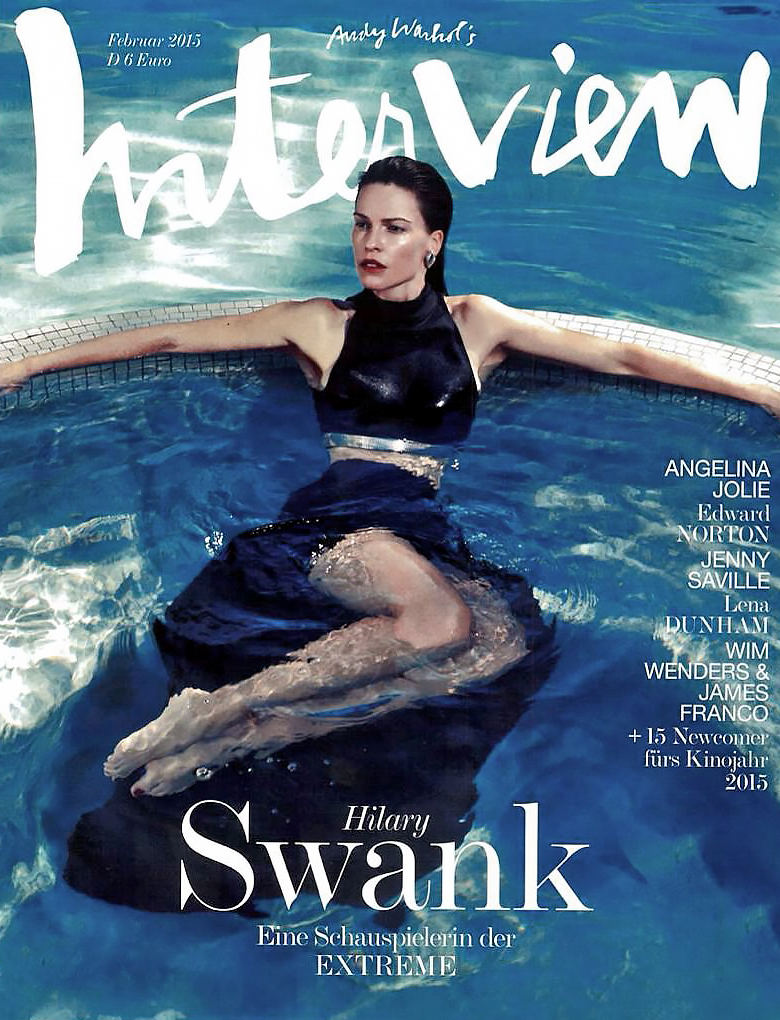 Februar 2015
D 6 Euro
Andy Warhol's
Interview
ANGELINA
JOLIE
Edward
NORTON
JENNY
SAVILLE
Lena
DUNHAM
WIM
WENDERS &
JAMES
FRANCO
+ 15 Newcomer
fürs Kinojahr
2015
Hilary
Swank
Eine Schauspielerin der
EXTREME